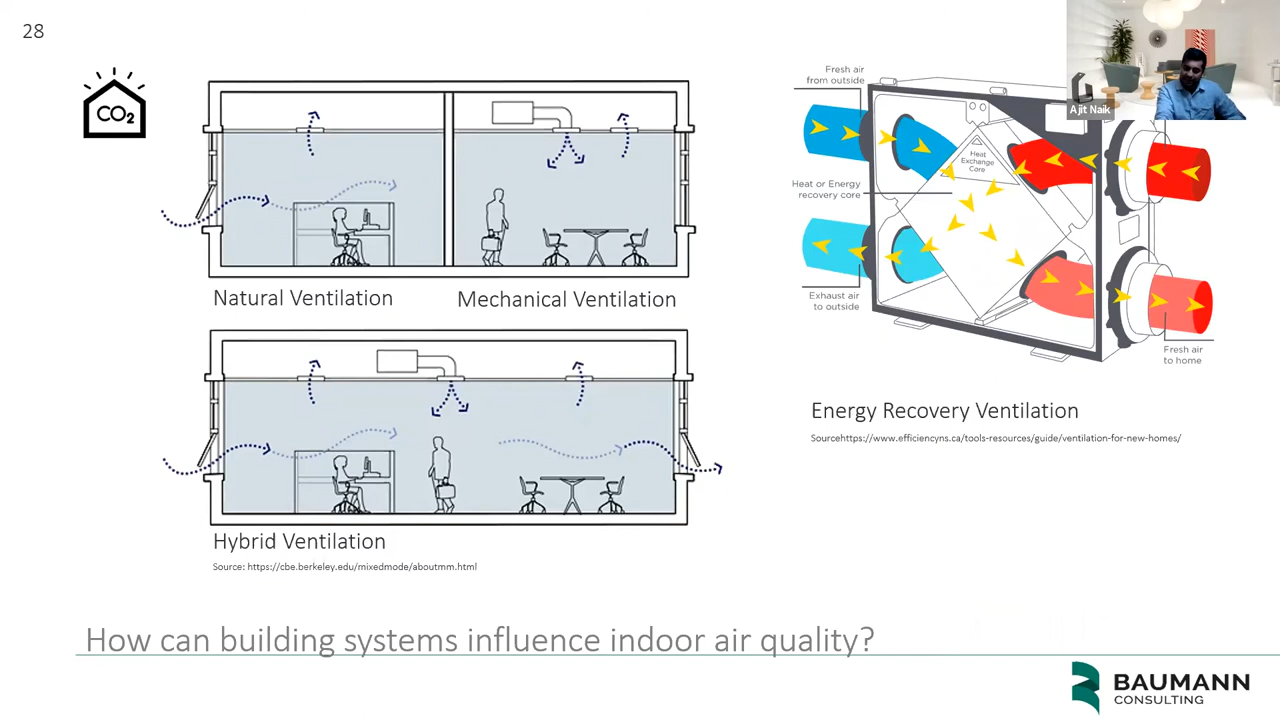 28
CO2
Natural Ventilation
Mechanical Ventilation
Hybrid Ventilation
Source: https://cbe.berkeley.edu/mixedmode/aboutmm.html
Fresh air
from outside
Heat
Exchange
Core
Heat or Energy
recovery core
Exhaust air
to outside
Fresh air
to home
Energy Recovery Ventilation
Sourcehttps://www.efficiencyns.ca/tools-resources/guide/ventilation-for-new-homes/
Ajit Naik
How can building systems influence indoor air quality?
BAUMANN
CONSULTING